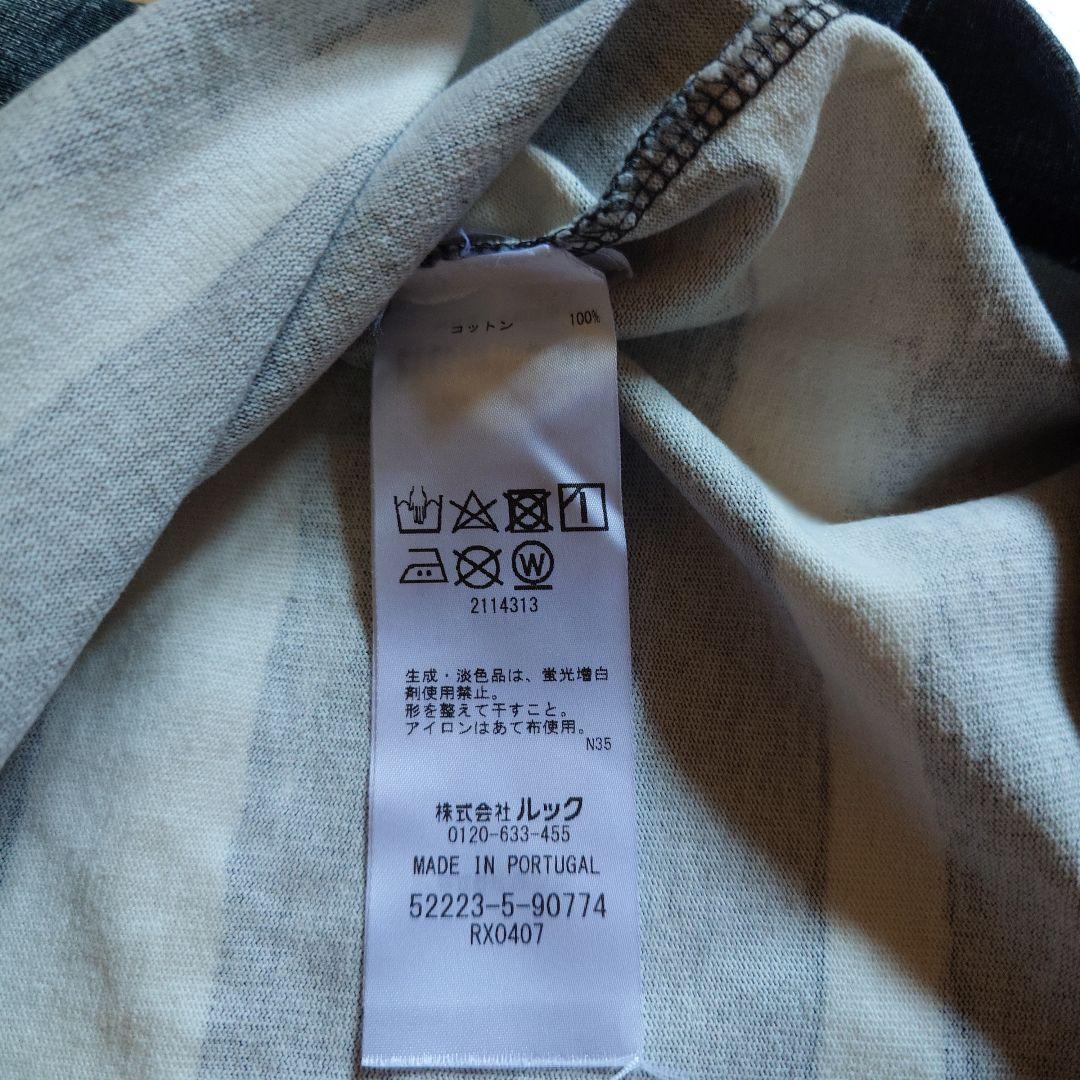 コットン 100%
W
2114313
生成・淡色品は、蛍光増白
剤使用禁止。
形を整えて干すこと。
アイロンはあて布使用。
N35
株式会社 ルック
0120-633-455
MADE IN PORTUGAL
52223-5-90774
RX0407